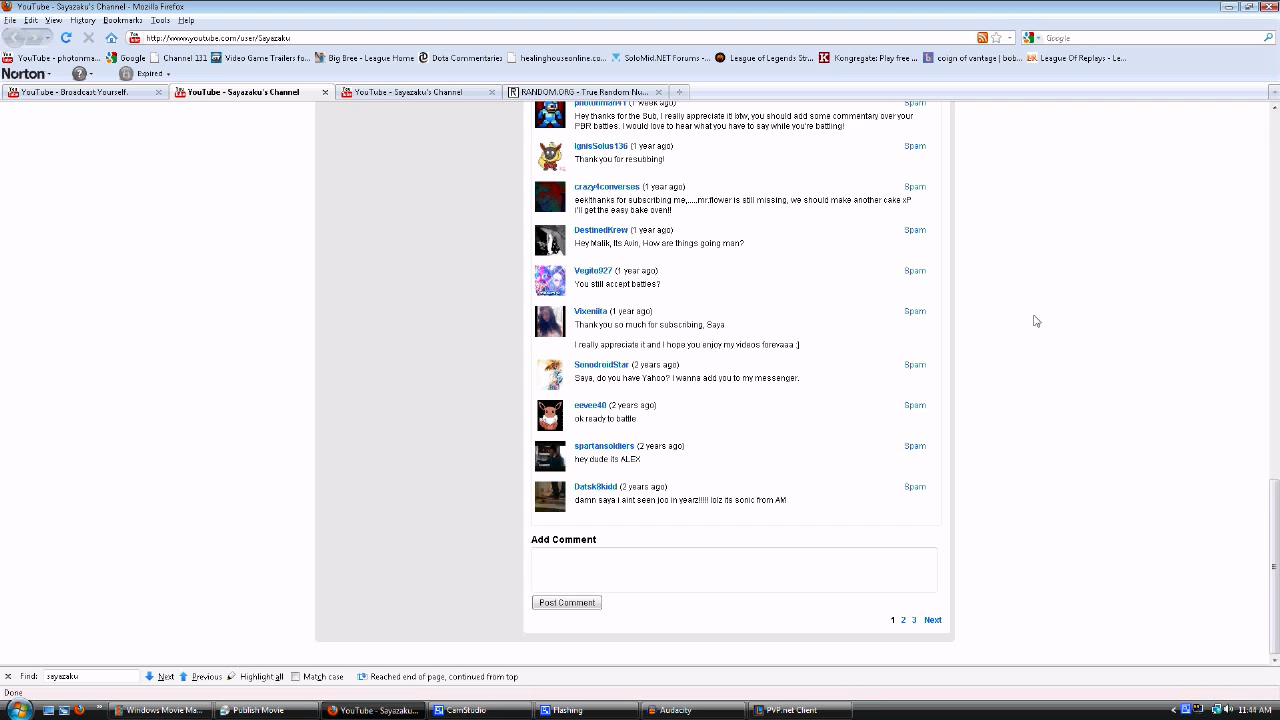 YouTube - Sayazaku's Channel - Mozilla Firefox
File Edit View History Bookmarks Tools Help
http://www.youtube.com/user/Sayazaku
Google
YouTube - photonma... Google Channel 131 Video Game Trailers fo... Big Bree - League Home Dota Commentaries healinghouseonline.co... SoloMid.NET Forums -... League of Legends Str... Kongregate: Play free ... coign of vantage | bob... League Of Replays - Le...
Norton Expired
YouTube - Broadcast Yourself. YouTube - Sayazaku's Channel YouTube - Sayazaku's Channel RANDOM.ORG - True Random Nu...
photonman41 (1 week ago) Spam
Hey thanks for the Sub, I really appreciate it btw, you should add some commentary over your
PBR battles. I would love to hear what you have to say while you're battling!
IgnisSolus136 (1 year ago) Spam
Thank you for resubbing!
crazy4converses (1 year ago) Spam
eek!thanks for subscribing me,.....mr.flower is still missing, we should make another cake xP
i'll get the easy bake oven!!
DestinedKrew (1 year ago) Spam
Hey Malik, Its Avin, How are things going man?
Vegito927 (1 year ago) Spam
You still accept battles?
Vixeniita (1 year ago) Spam
Thank you so much for subscribing, Saya
I really appreciate it and I hope you enjoy my videos forevaaa :]
SonodroidStar (2 years ago) Spam
Saya, do you have Yahoo? I wanna add you to my messenger.
eevee40 (2 years ago) Spam
ok ready to battle
spartansoldiers (2 years ago) Spam
hey dude its ALEX
Datsk8kidd (2 years ago) Spam
damn saya i aint seen joo in yearz!!!!! lolz its sonic from AM
Add Comment
Post Comment
1 2 3 Next
Find: sayazaku Next Previous Highlight all Match case Reached end of page, continued from top
Done
Windows Movie Ma... Publish Movie YouTube - Sayazaku... CamStudio Flashing Audacity PVP.net Client 11:44 AM